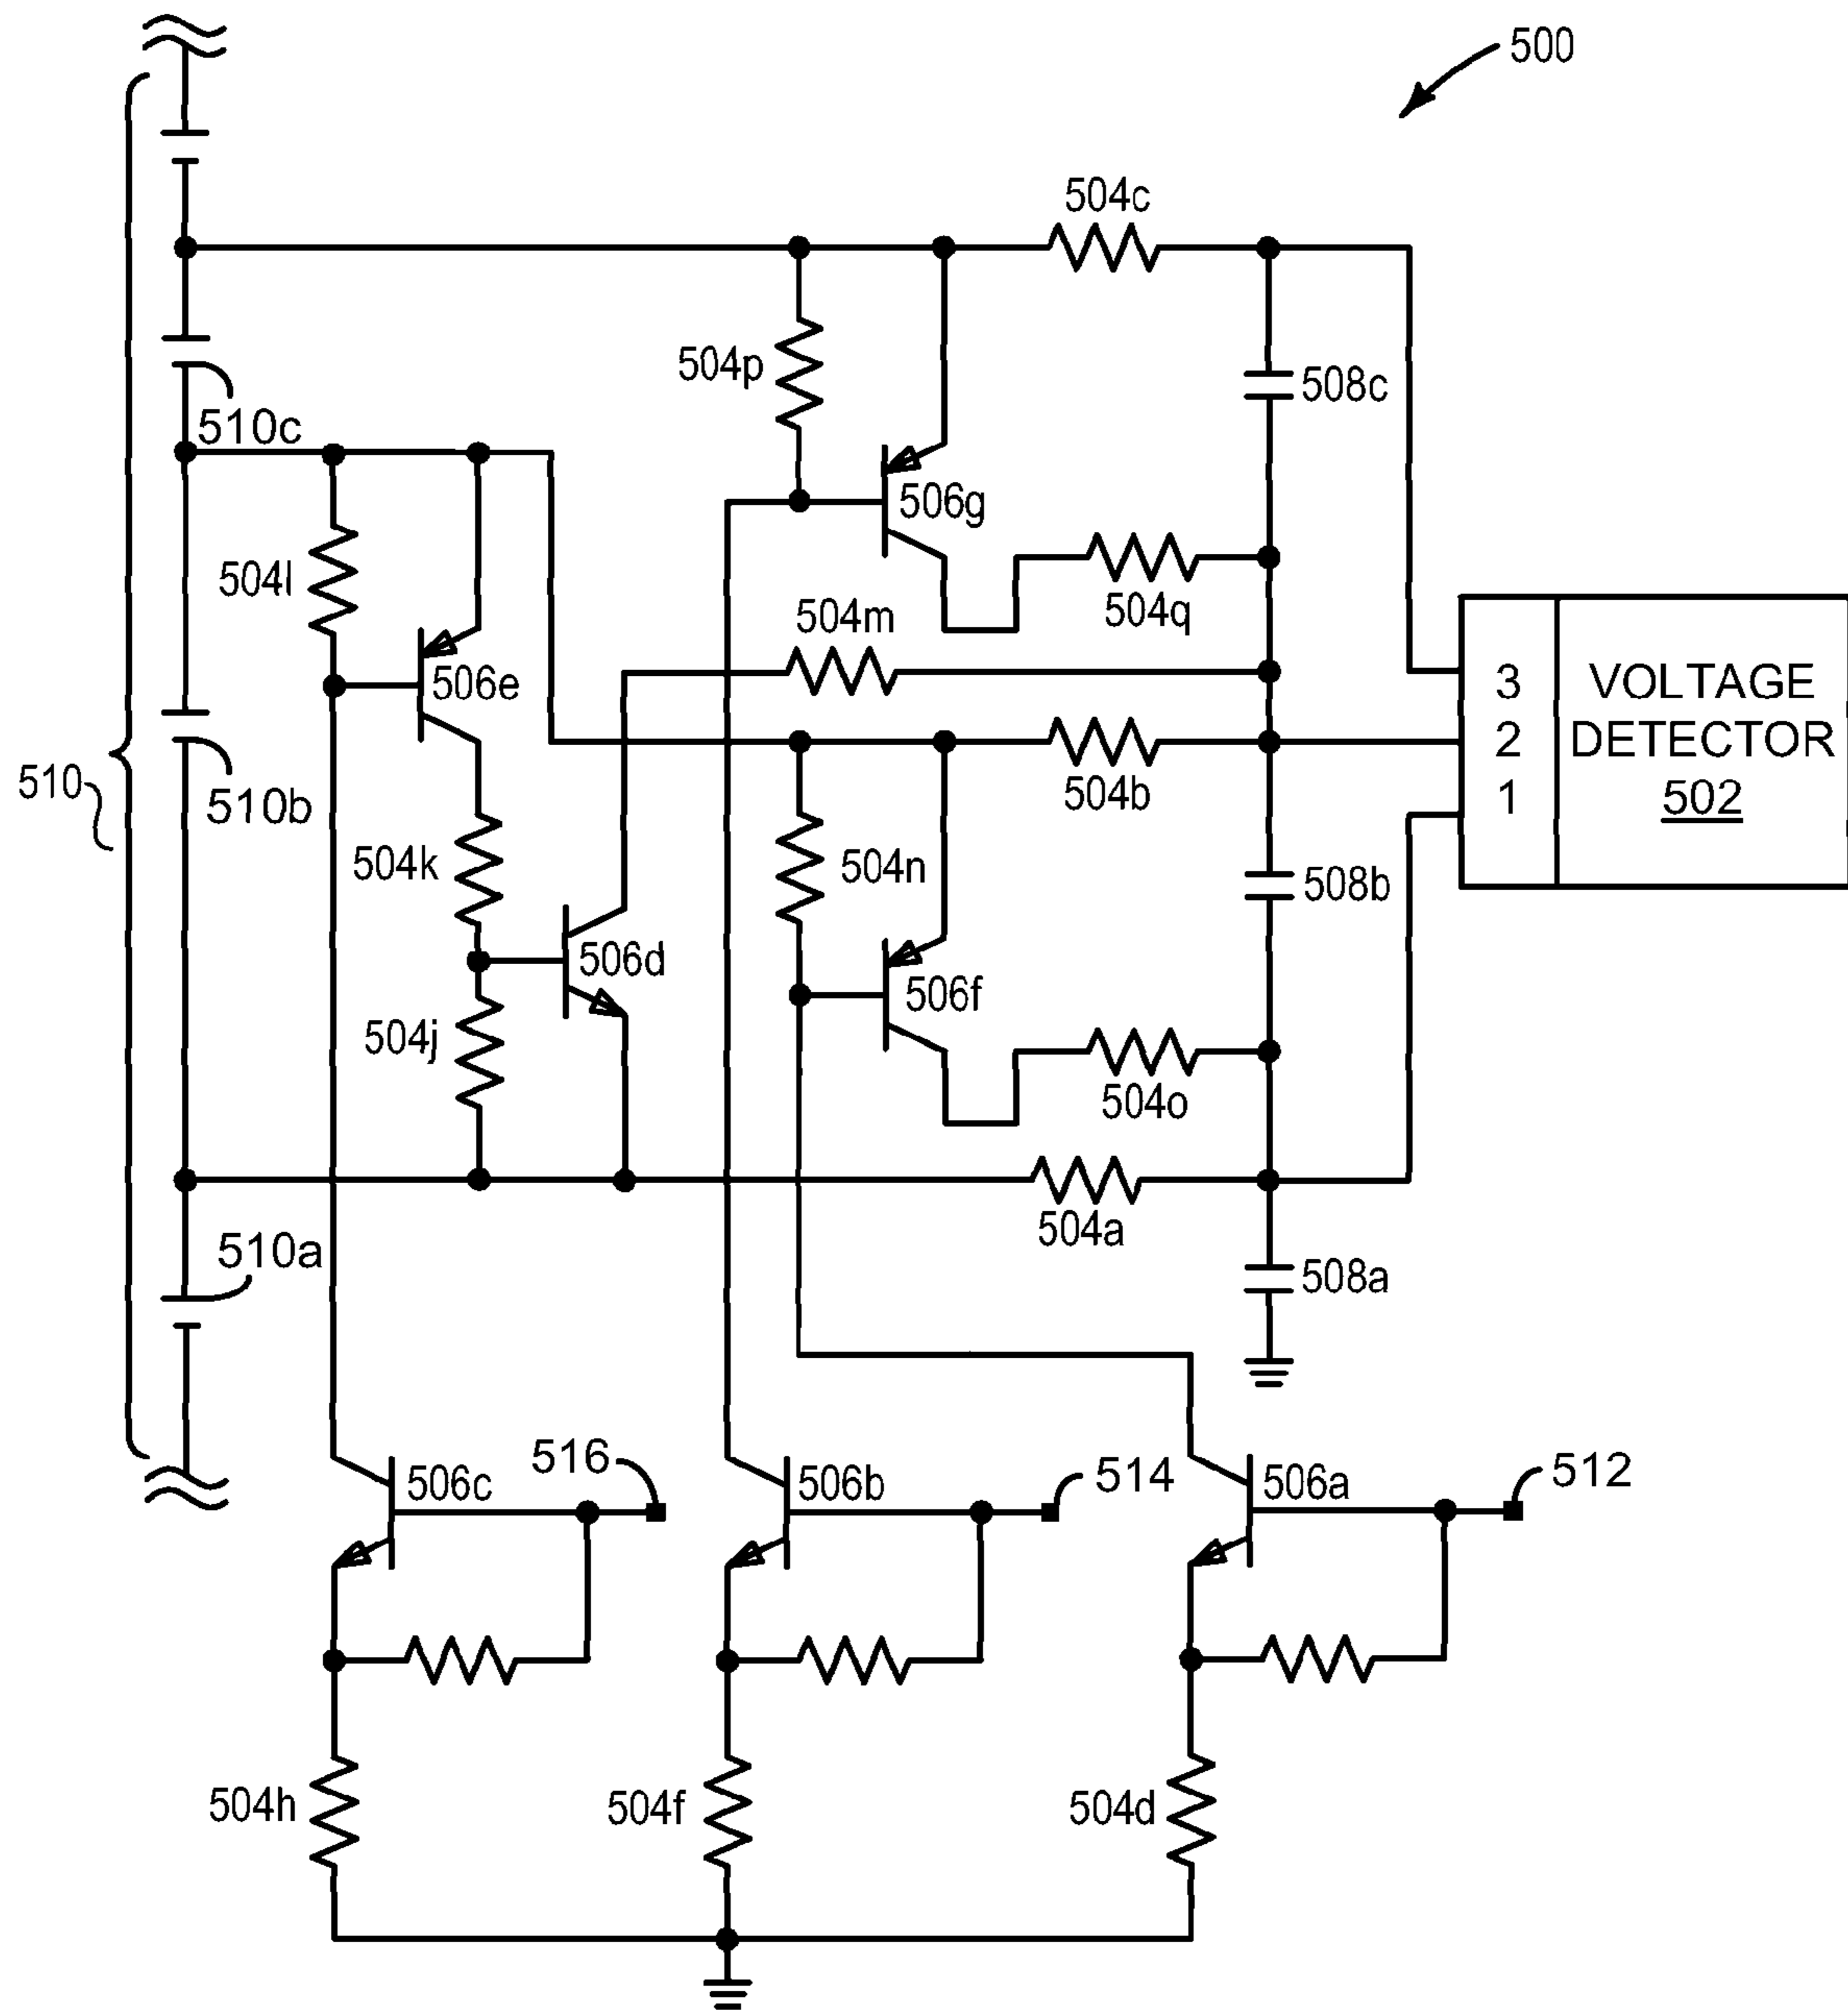 500
504c
504p
508c
510c
506g
504l
504m
504q
506e
3 VOLTAGE
2 DETECTOR
1 502
510
510b
504b
504k
504n
508b
506d
506f
504j
504o
504a
510a
508a
516
506c
506b
514
506a
512
504h
504f
504d